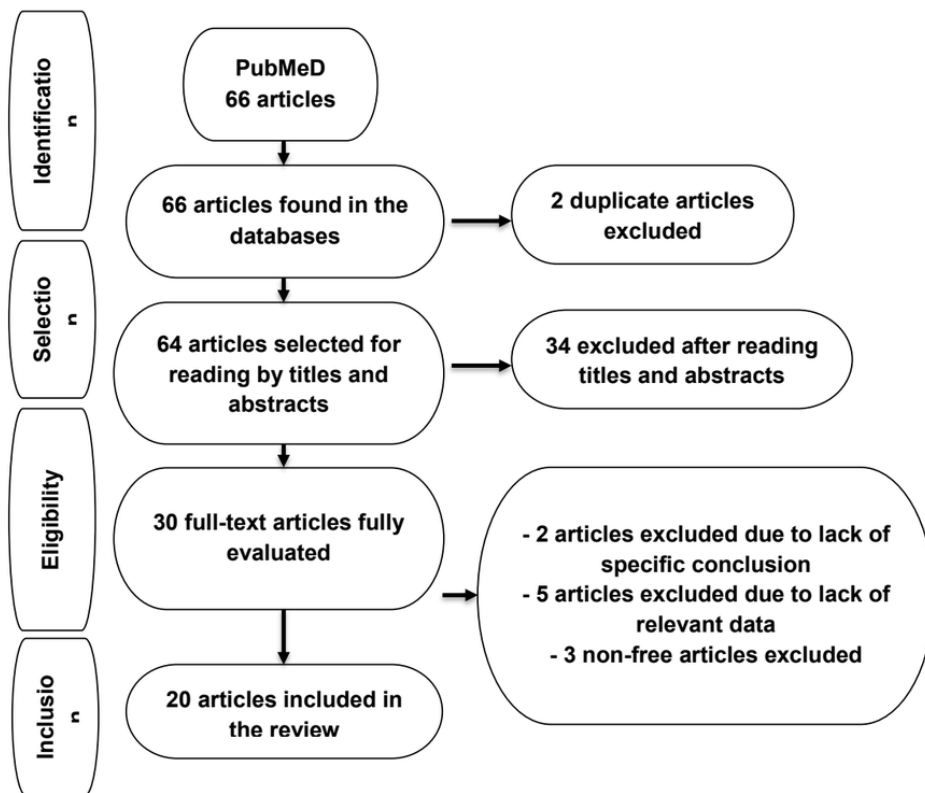 Identificatio
n
PubMeD
66 articles
66 articles found in the
databases
2 duplicate articles
excluded
Selectio
n
64 articles selected for
reading by titles and
abstracts
34 excluded after reading
titles and abstracts
Eligibility
30 full-text articles fully
evaluated
- 2 articles excluded due to lack of
specific conclusion
- 5 articles excluded due to lack of
relevant data
- 3 non-free articles excluded
Inclusio
n
20 articles included in
the review